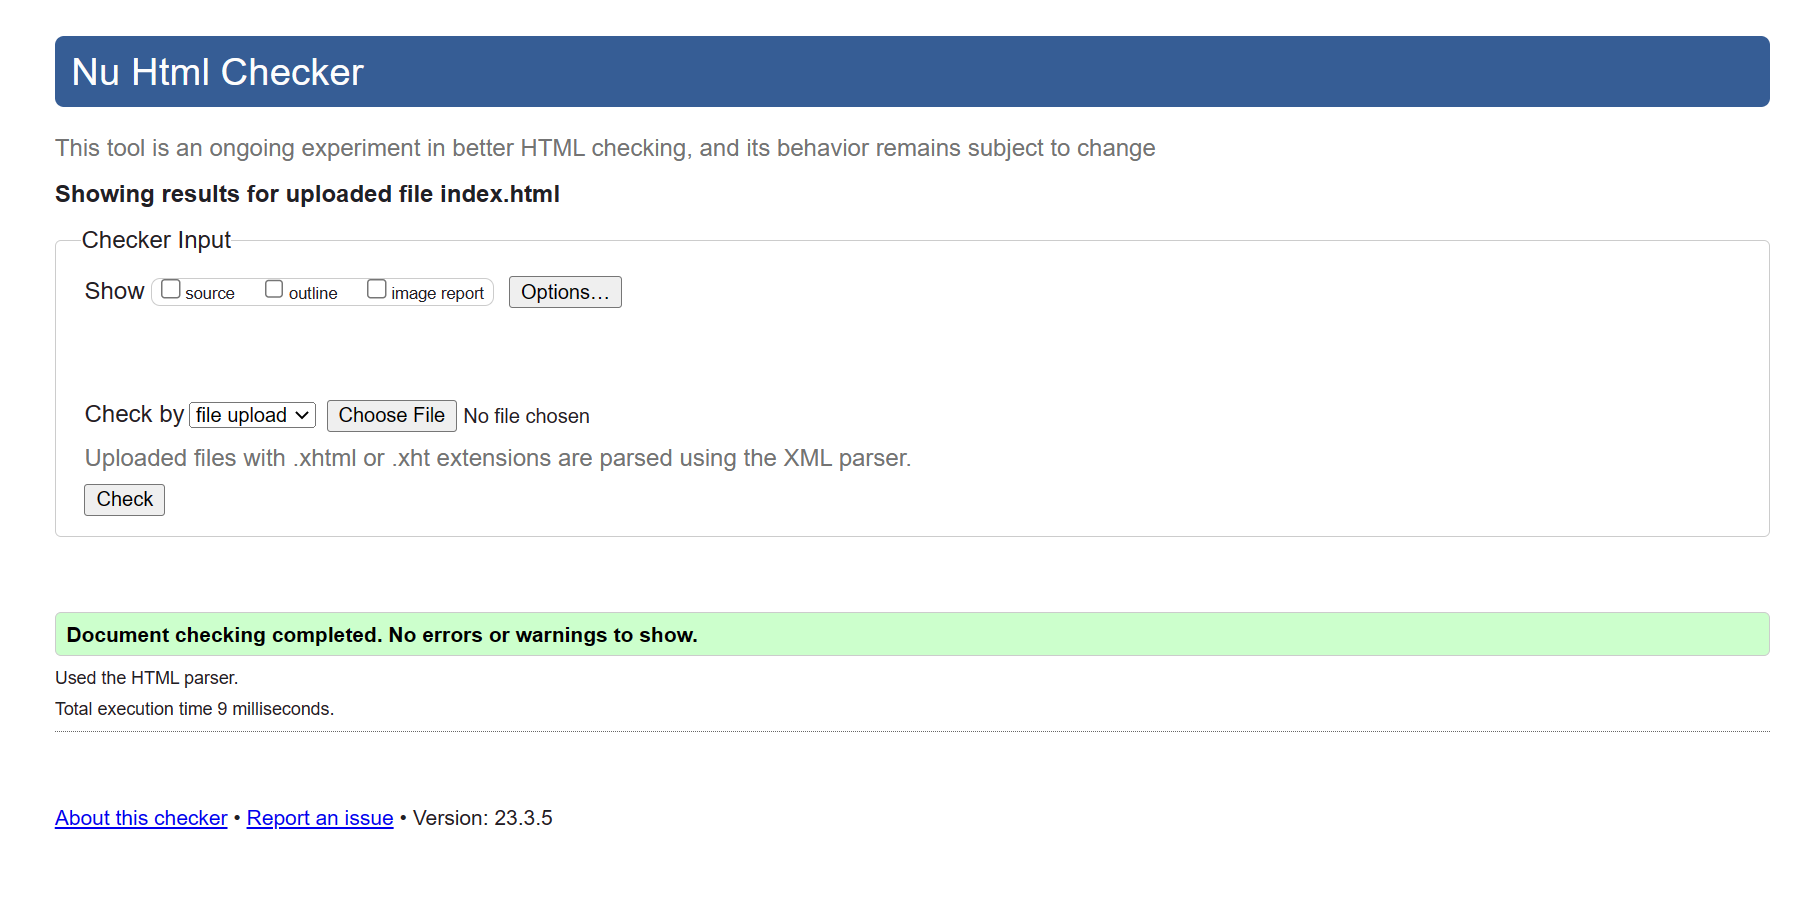 Nu Html Checker
This tool is an ongoing experiment in better HTML checking, and its behavior remains subject to change
Showing results for uploaded file index.html
Checker Input
Show source outline image report Options…
Check by file upload Choose File No file chosen
Uploaded files with .xhtml or .xht extensions are parsed using the XML parser.
Check
Document checking completed. No errors or warnings to show.
Used the HTML parser.
Total execution time 9 milliseconds.
About this checker • Report an issue • Version: 23.3.5